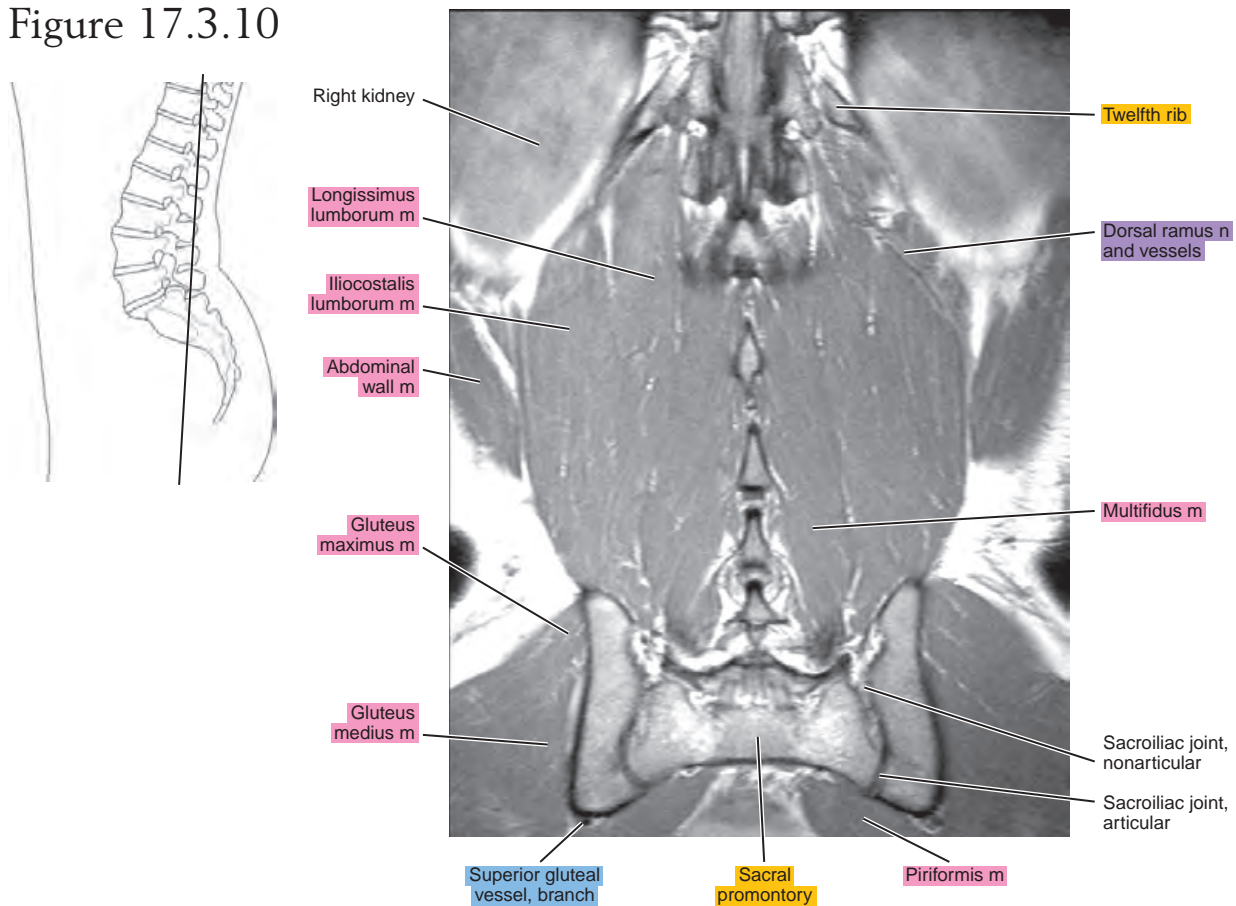 Figure 17.3.10
Right kidney
Longissimus
lumborum m
Iliocostalis
lumborum m
Abdominal
wall m
Gluteus
maximus m
Gluteus
medius m
Superior gluteal
vessel, branch
Sacral
promontory
Piriformis m
Twelfth rib
Dorsal ramus n
and vessels
Multifidus m
Sacroiliac joint,
nonarticular
Sacroiliac joint,
articular